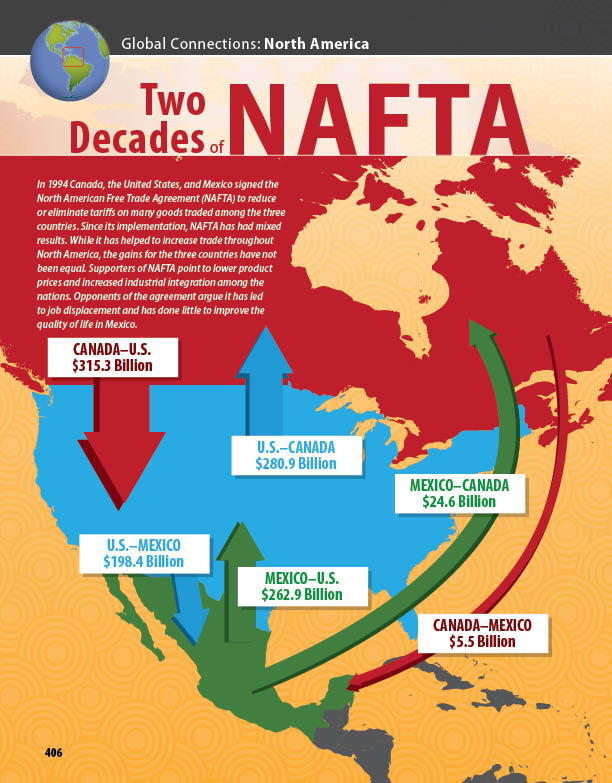 Global Connections: North America
Two
Decades of
NAFTA
In 1994 Canada, the United States, and Mexico signed the
North American Free Trade Agreement (NAFTA) to reduce
or eliminate tariffs on many goods traded among the three
countries. Since its implementation, NAFTA has had mixed
results. While it has helped to increase trade throughout
North America, the gains for the three countries have not
been equal. Supporters of NAFTA point to lower product
prices and increased industrial integration among the
nations. Opponents of the agreement argue it has led
to job displacement and has done little to improve the
quality of life in Mexico.
CANADA–U.S.
$315.3 Billion
U.S.–CANADA
$280.9 Billion
MEXICO–CANADA
$24.6 Billion
U.S.–MEXICO
$198.4 Billion
MEXICO–U.S.
$262.9 Billion
CANADA–MEXICO
$5.5 Billion
406